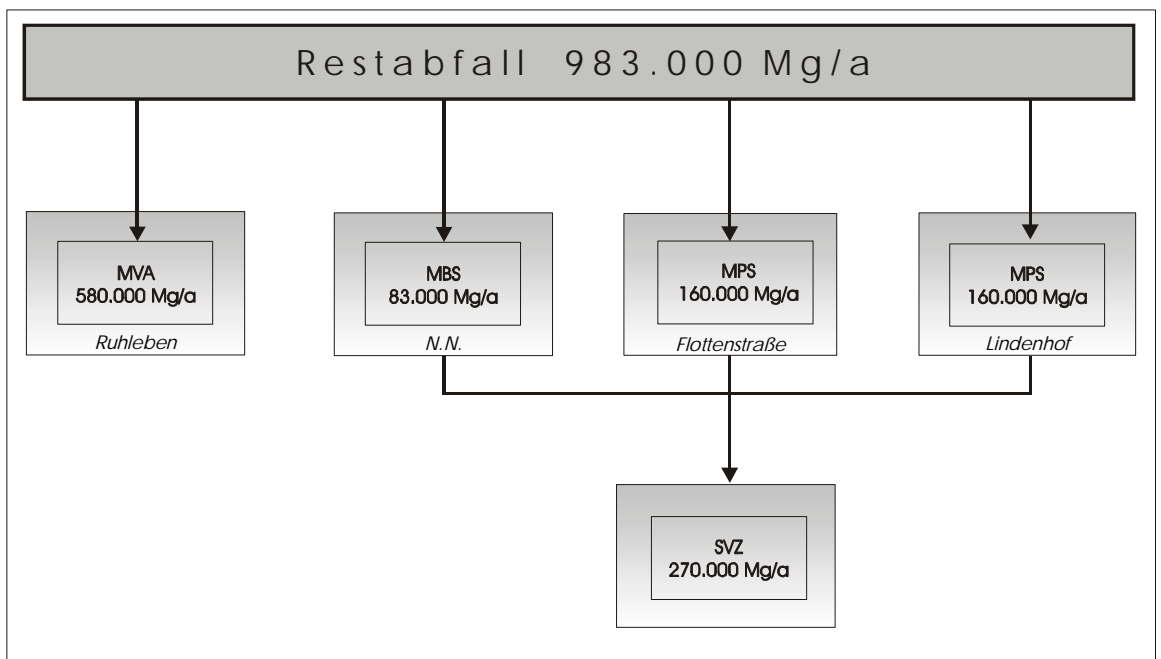 Restabfall 983.000 Mg/a
MVA
580.000 Mg/a
Ruhleben
MBS
83.000 Mg/a
N.N.
MPS
160.000 Mg/a
Flottenstraße
MPS
160.000 Mg/a
Lindenhof
SVZ
270.000 Mg/a